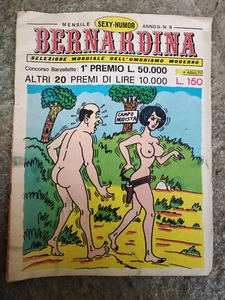 MENSILE SEXY-HUMOR ANNO II - N. 8
BERNARDINA
SELEZIONE MONDIALE DELL'UMORISMO MODERNO
Concorso Barzellette: 1° PREMIO L. 50.000
ALTRI 20 PREMI DI LIRE 10.000
x ADULTI
L. 150
CAMPO
NUDISTA